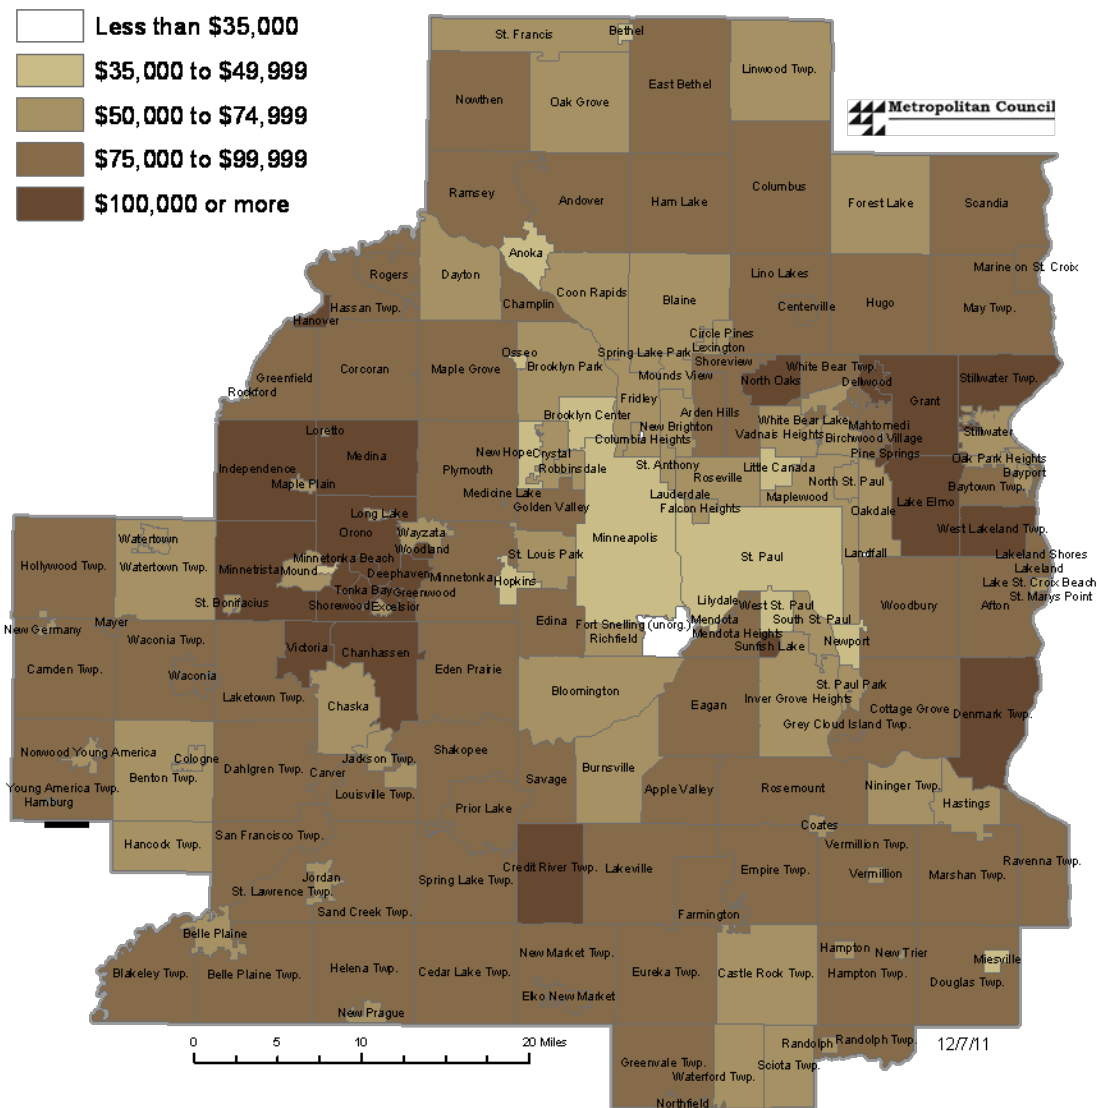 Less than $35,000
$35,000 to $49,999
$50,000 to $74,999
$75,000 to $99,999
$100,000 or more
Metropolitan Council
St. Francis
Bethel
Linwood Twp.
Nowthen
Oak Grove
East Bethel
Ramsey
Andover
Ham Lake
Columbus
Forest Lake
Scandia
Anoka
Rogers
Dayton
Coon Rapids
Blaine
Lino Lakes
Marine on St. Croix
Hassan Twp.
Champlin
Centerville
Hugo
May Twp.
Hanover
Circle Pines
Lexington
Osseo
Spring Lake Park
Shoreview
Greenfield
Corcoran
Maple Grove
Brooklyn Park
Mounds View
North Oaks
White Bear Twp.
Dellwood
Stillwater Twp.
Rockford
Fridley
Grant
Brooklyn Center
Arden Hills
White Bear Lake
Mahtomedi
Loretto
New Brighton
Vadnais Heights
Birchwood Village
Stillwater
Columbia Heights
Independence
Medina
New Hope
Crystal
Pine Springs
Oak Park Heights
Plymouth
Robbinsdale
St. Anthony
Little Canada
Bayport
Maple Plain
Roseville
North St. Paul
Baytown Twp.
Medicine Lake
Lauderdale
Maplewood
Lake Elmo
Golden Valley
Falcon Heights
Oakdale
Long Lake
Orono
Wayzata
West Lakeland Twp.
Watertown
Minneapolis
Woodland
St. Louis Park
St. Paul
Landfall
Lakeland Shores
Hollywood Twp.
Watertown Twp.
Minnetrista
Minnetonka Beach
Mound
Deephaven
Minnetonka
Hopkins
Lakeland
Lake St. Croix Beach
Tonka Bay
Greenwood
St. Marys Point
St. Bonifacius
Shorewood
Excelsior
Lilydale
West St. Paul
Woodbury
Afton
New Germany
Mayer
Edina
Fort Snelling (unorg.)
Mendota
South St. Paul
Richfield
Mendota Heights
Newport
Waconia Twp.
Victoria
Chanhassen
Sunfish Lake
Camden Twp.
Waconia
Eden Prairie
Laketown Twp.
Bloomington
St. Paul Park
Chaska
Eagan
Inver Grove Heights
Cottage Grove
Denmark Twp.
Grey Cloud Island Twp.
Norwood Young America
Cologne
Jackson Twp.
Shakopee
Dahlgren Twp.
Carver
Burnsville
Benton Twp.
Savage
Young America Twp.
Hamburg
Louisville Twp.
Prior Lake
Apple Valley
Rosemount
Nininger Twp.
Hastings
Hancock Twp.
San Francisco Twp.
Coates
Vermillion Twp.
Ravenna Twp.
Credit River Twp.
Lakeville
Empire Twp.
Vermillion
Marshan Twp.
Jordan
Spring Lake Twp.
St. Lawrence Twp.
Sand Creek Twp.
Farmington
Belle Plaine
New Market Twp.
Hampton
New Trier
Miesville
Blakeley Twp.
Belle Plaine Twp.
Helena Twp.
Cedar Lake Twp.
Eureka Twp.
Castle Rock Twp.
Hampton Twp.
Douglas Twp.
Elko New Market
New Prague
Randolph
Randolph Twp.
0 5 10 20 Miles
12/7/11
Greenvale Twp.
Waterford Twp.
Sciota Twp.
Northfield